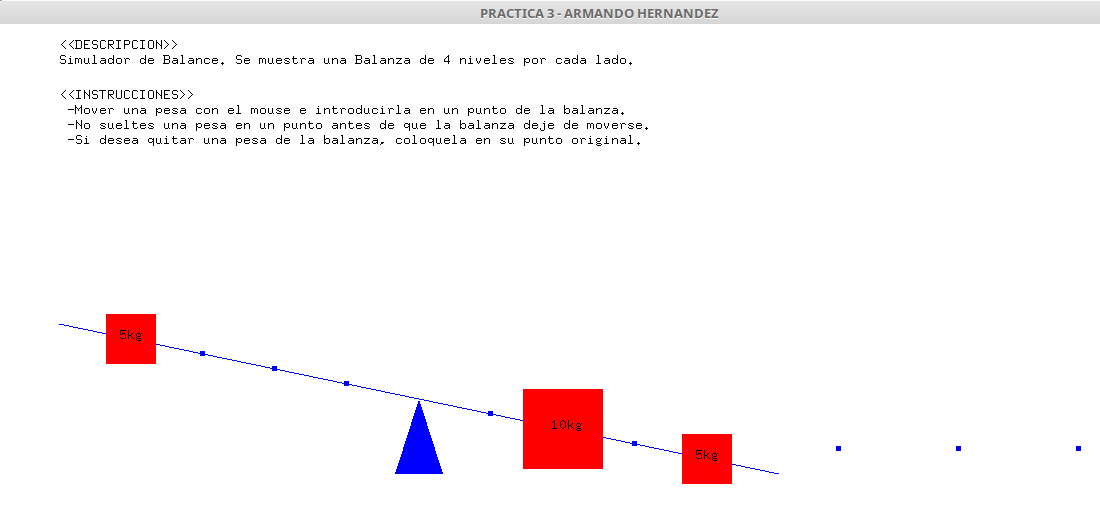 PRACTICA 3 - ARMANDO HERNANDEZ
<<DESCRIPCION>>
Simulador de Balance. Se muestra una Balanza de 4 niveles por cada lado.
<<INSTRUCCIONES>>
-Mover una pesa con el mouse e introducirla en un punto de la balanza.
-No sueltes una pesa en un punto antes de que la balanza deje de moverse.
-Si desea quitar una pesa de la balanza, coloquela en su punto original.
5kg
10kg
5kg